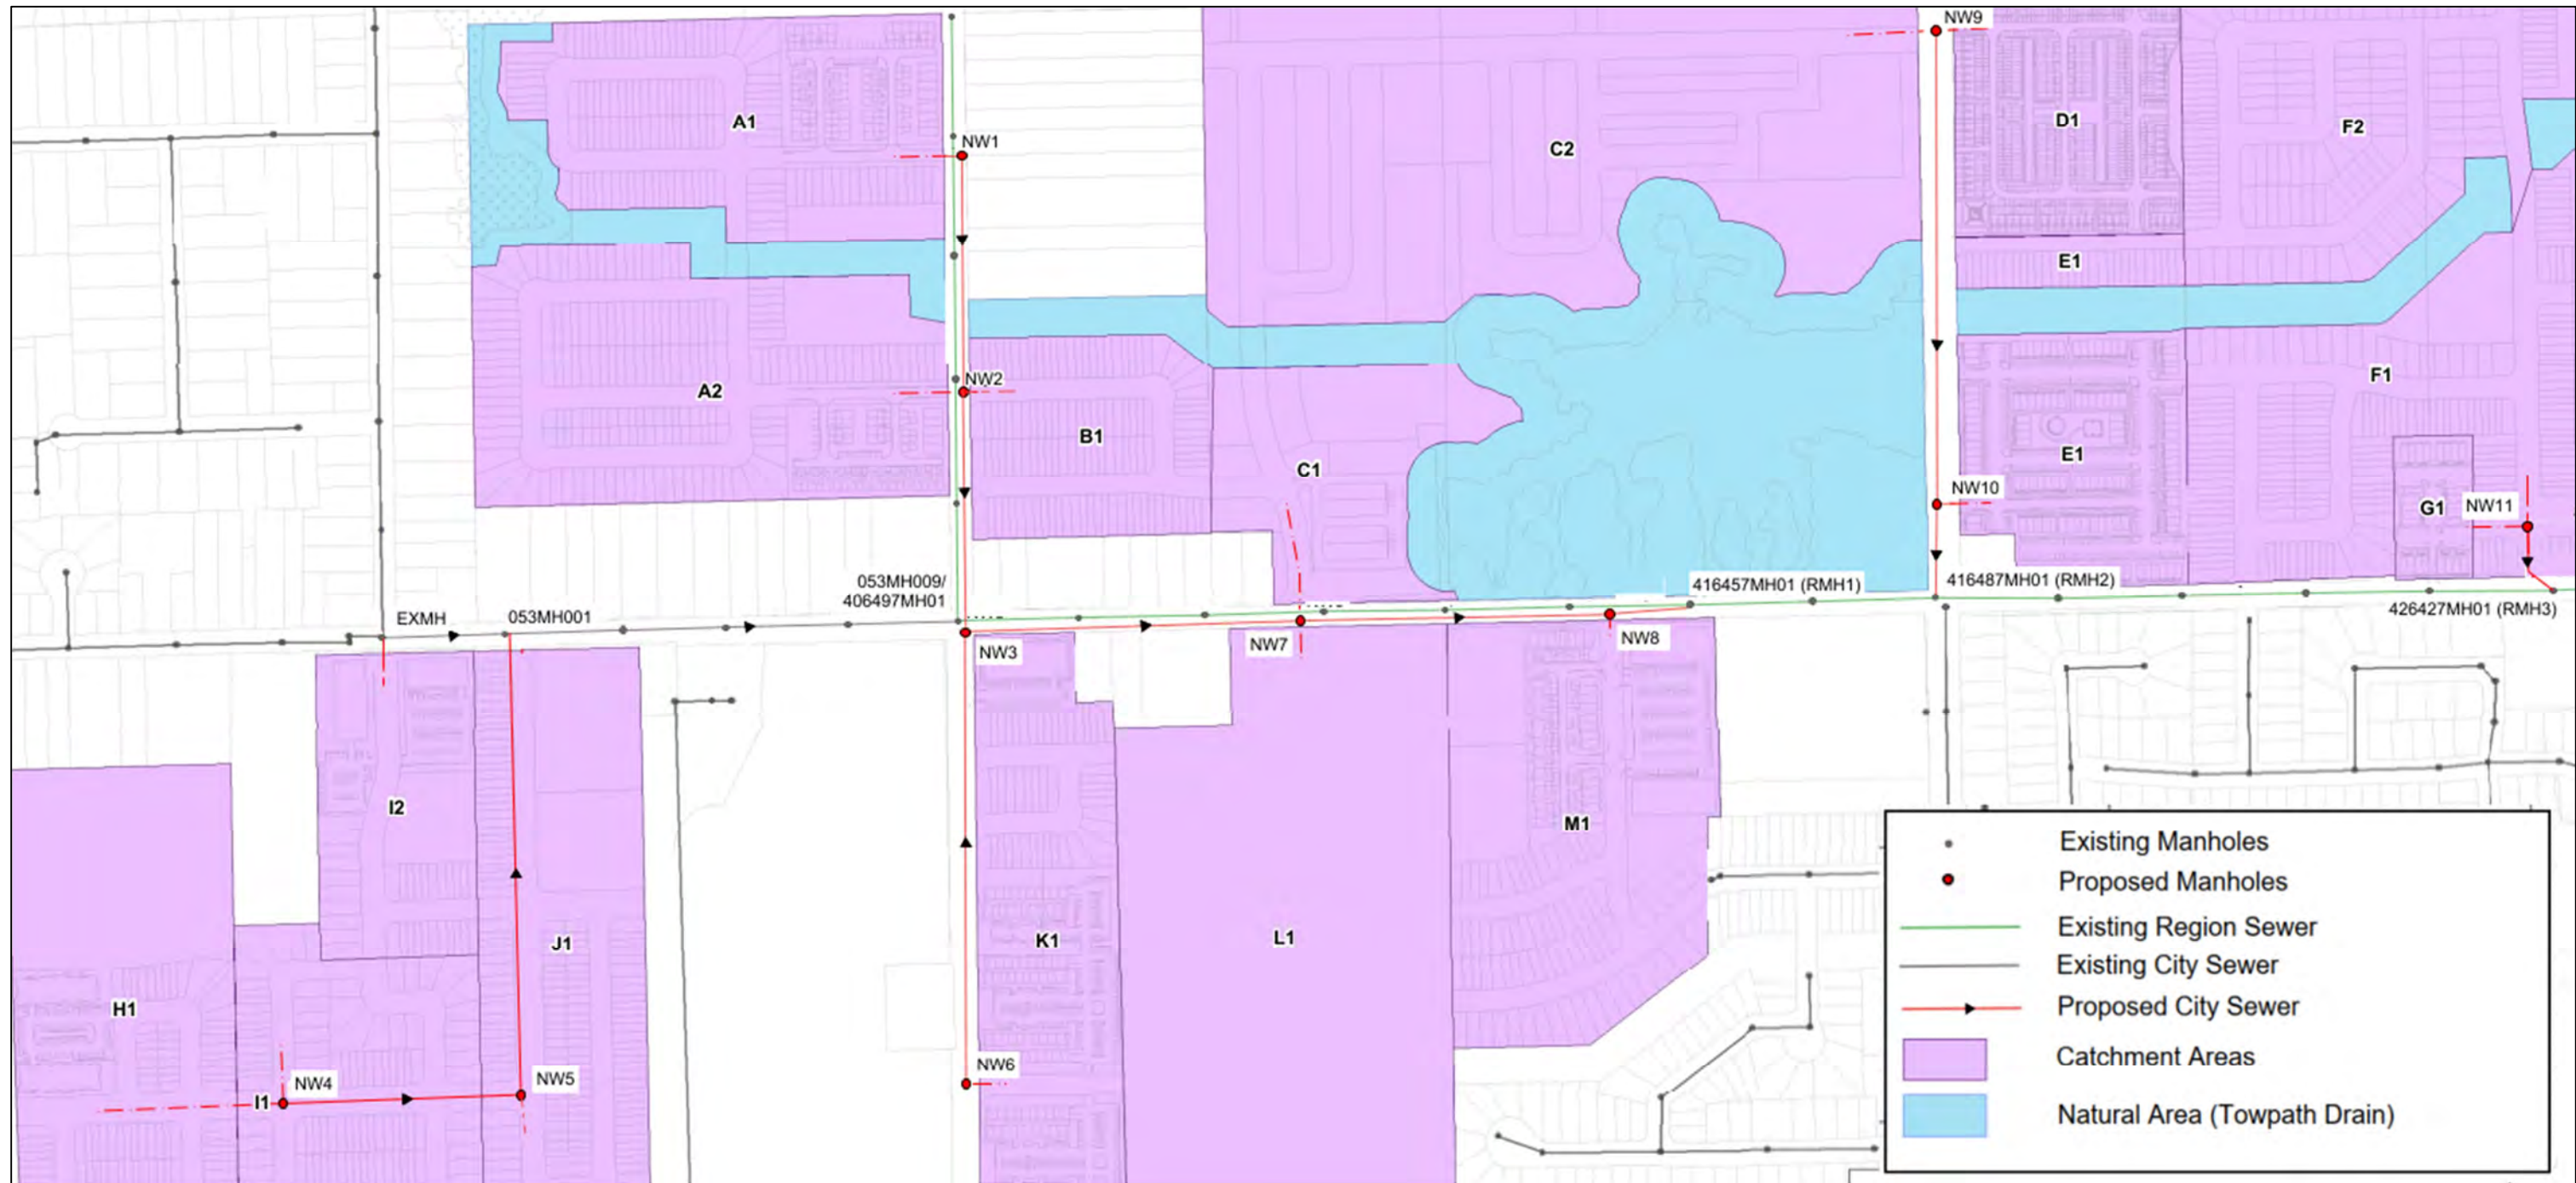 NW9
A1
NW1
C2
D1
F2
E1
NW2
A2
B1
C1
F1
E1
NW10
G1
NW11
053MH009/
406497MH01
416457MH01 (RMH1)
416487MH01 (RMH2)
426427MH01 (RMH3)
EXMH
053MH001
NW3
NW7
NW8
I2
M1
J1
K1
L1
H1
NW6
NW4
NW5
I1
Existing Manholes
Proposed Manholes
Existing Region Sewer
Existing City Sewer
Proposed City Sewer
Catchment Areas
Natural Area (Towpath Drain)